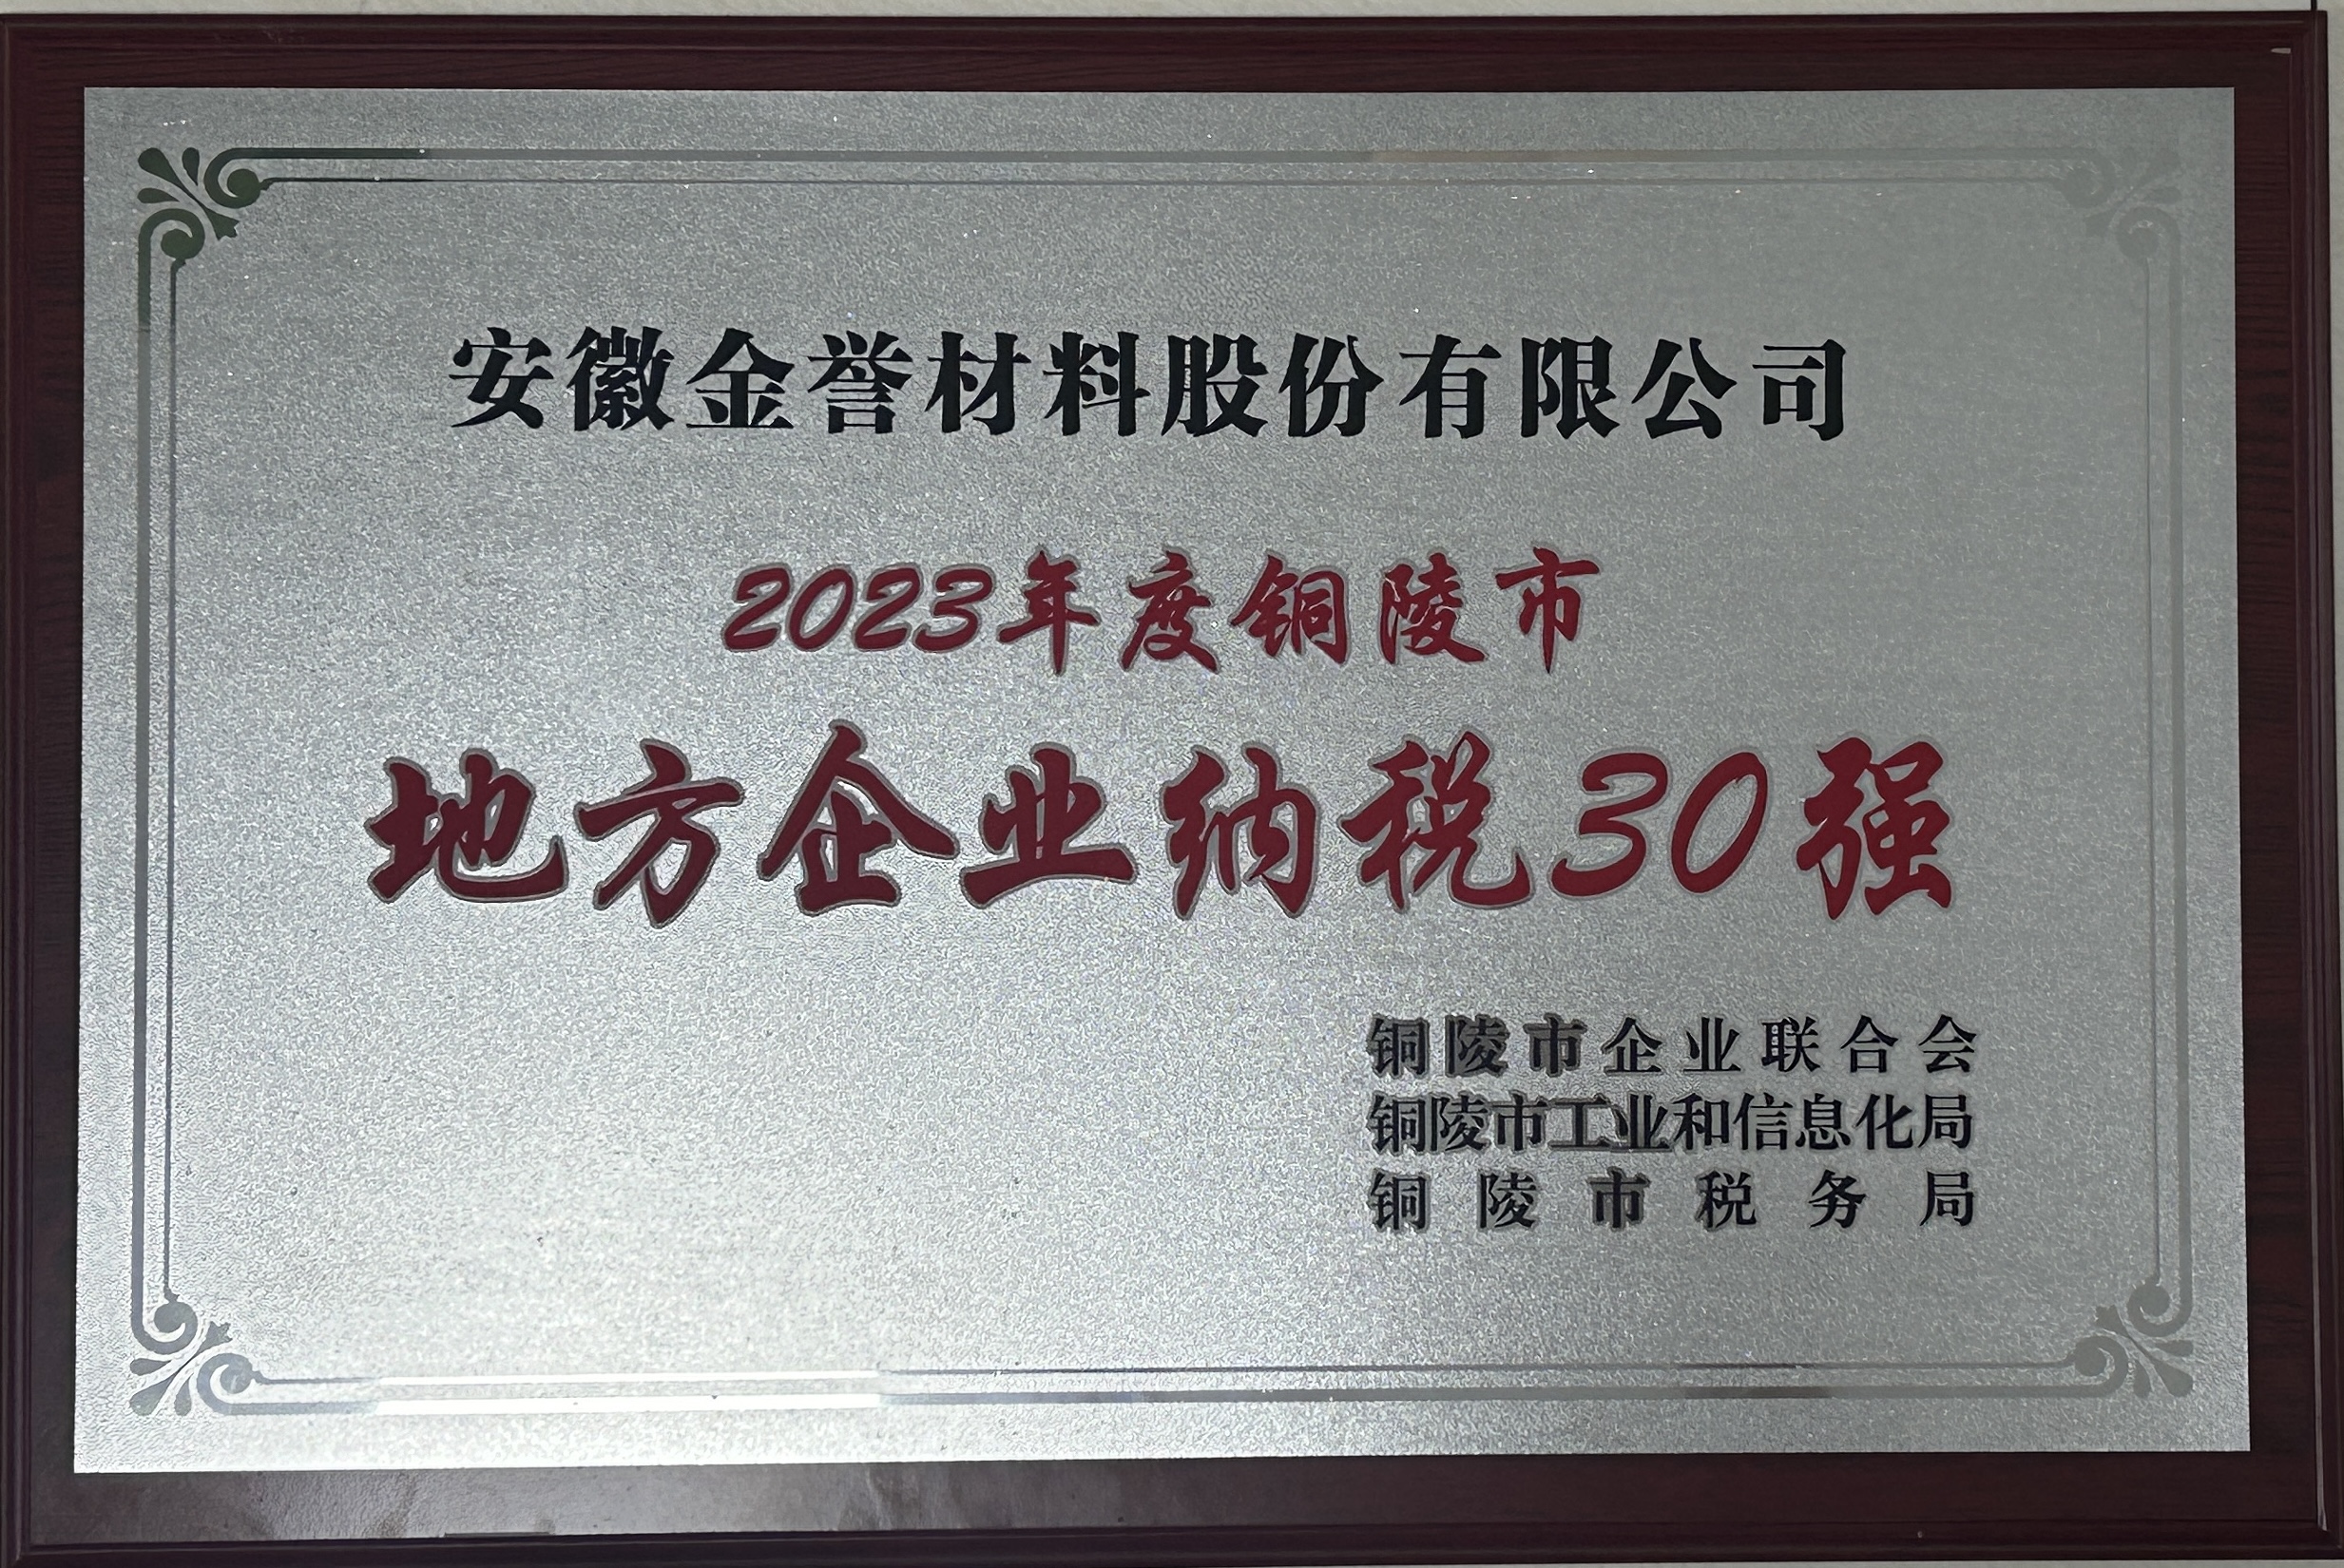 安徽金誉材料股份有限公司
2023年度铜陵市
地方企业纳税30强
铜陵市企业联合会
铜陵市工业和信息化局
铜陵市税务局